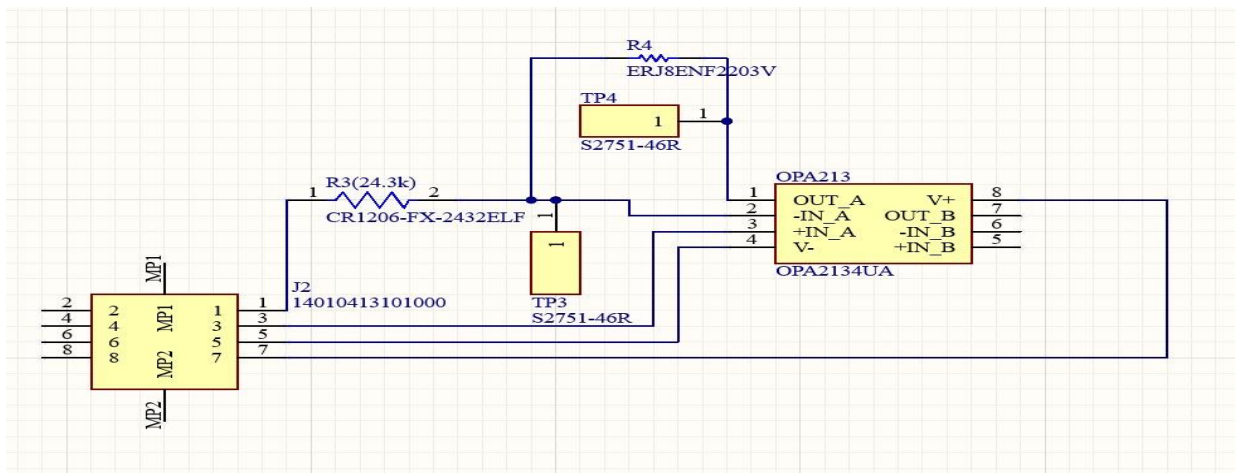 R4
ERJ8ENF2203V
TP4
1 1
S2751-46R
R3(24.3k)
1 2
CR1206-FX-2432ELF
1
1
TP3
S2751-46R
OPA213
1 OUT_A V+ 8
2 -IN_A OUT_B 7
3 +IN_A -IN_B 6
4 V- +IN_B 5
OPA2134UA
MP1
J2
14010413101000
2 2 MP1 1 1
4 4 3 3
6 6 MP2 5 5
8 8 7 7
MP2